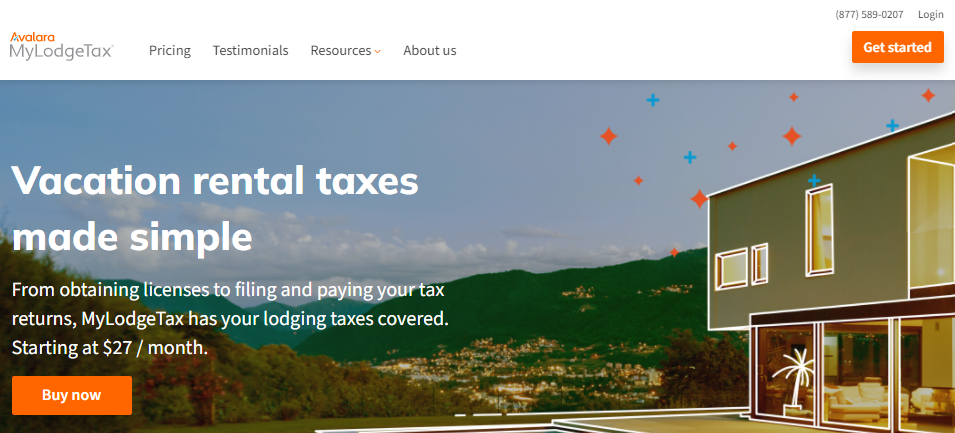 (877) 589-0207 Login
Avalara
MyLodgeTax
Pricing Testimonials Resources About us
Get started
Vacation rental taxes
made simple
From obtaining licenses to filing and paying your tax
returns, MyLodgeTax has your lodging taxes covered.
Starting at $27 / month.
Buy now